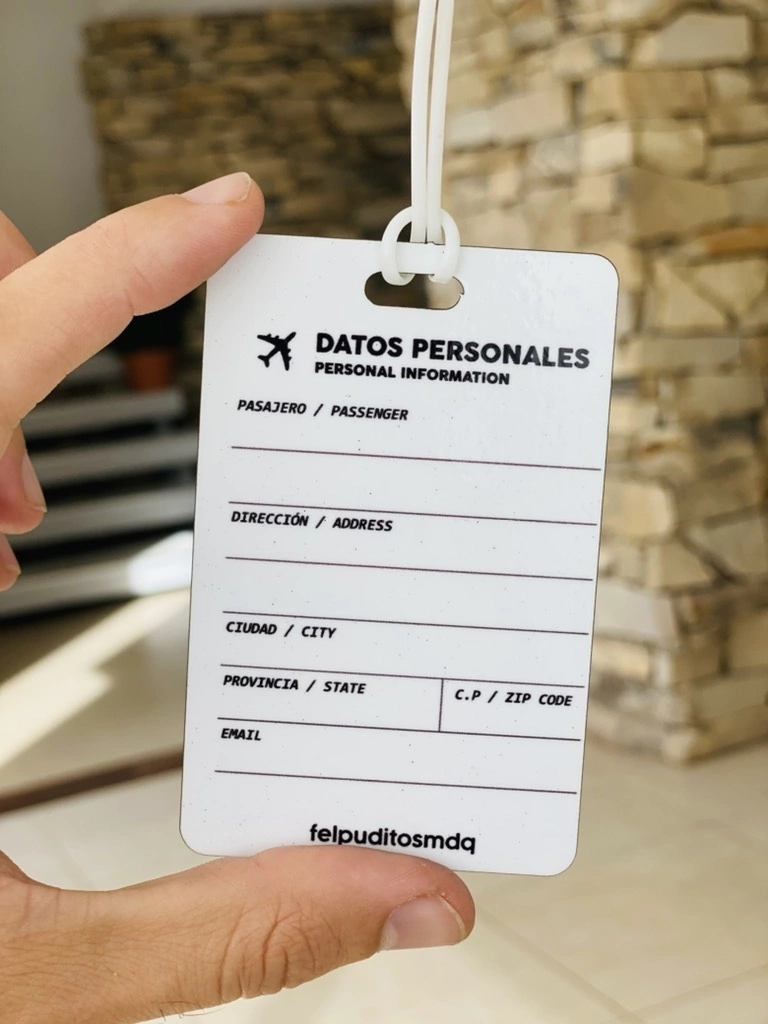 DATOS PERSONALES
PERSONAL INFORMATION
PASAJERO / PASSENGER
DIRECCIÓN / ADDRESS
CIUDAD / CITY
PROVINCIA / STATE
C.P / ZIP CODE
EMAIL
felpuditosmdq